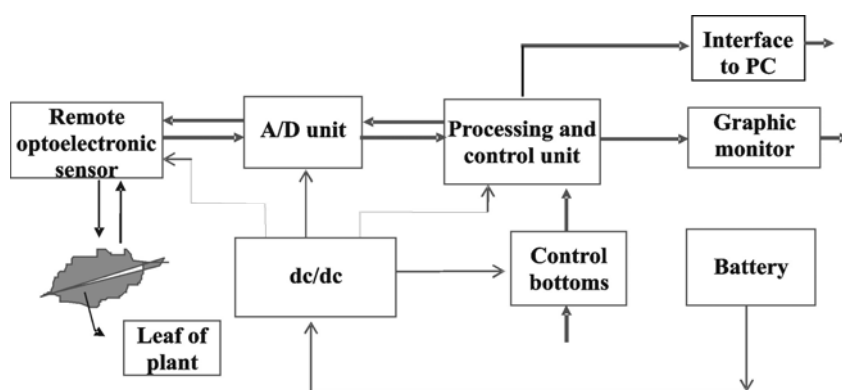 Interface
to PC
Remote
optoelectronic
sensor
A/D unit
Processing and
control unit
Graphic
monitor
dc/dc
Control
bottoms
Battery
Leaf of
plant